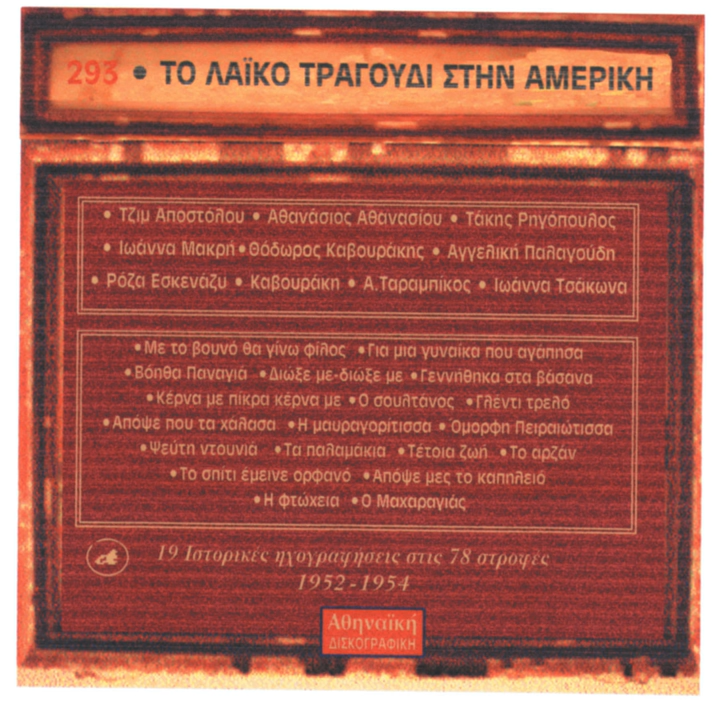 293 • ΤΟ ΛΑΪΚΟ ΤΡΑΓΟΥΔΙ ΣΤΗΝ ΑΜΕΡΙΚΗ
• Τζιμ Αποστόλου • Αθανάσιος Αθανασίου • Τάκης Ρηγόπουλος
• Ιωάννα Μακρή • Θόδωρος Καβουράκης • Αγγελική Παλαγούδη
• Ρόζα Εσκενάζυ • Καβουράκη • Α.Ταραμπίκος • Ιωάννα Τσάκωνα
• Με το βουνό θα γίνω φίλος • Για μια γυναίκα που αγάπησα
• Βόηθα Παναγιά • Διώξε με-διώξε με • Γεννήθηκα στα βάσανα
• Κέρνα με πίκρα κέρνα με • Ο σουλτάνος • Γλέντι τρελό
• Απόψε που τα χάλασα • Η μαυραγορίτισσα • Όμορφη Πειραιώτισσα
• Ψεύτη ντουνιά • Τα παλαμάκια • Τέτοια ζωή • Το αρζάν
• Το σπίτι έμεινε ορφανό • Απόψε μες το καπηλειό
• Η φτώχεια • Ο Μαχαραγιάς
19 Ιστορικές ηχογραφήσεις στις 78 στροφές
1952-1954
Αθηναϊκή
ΔΙΣΚΟΓΡΑΦΙΚΗ